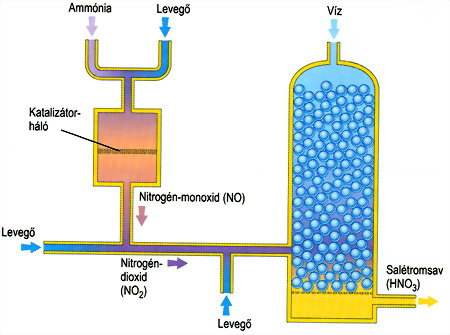 Ammónia
Levegő
Víz
Katalizátor-
háló
Nitrogén-monoxid (NO)
Levegő
Nitrogén-
dioxid
(NO₂)
Salétromsav
(HNO₃)
Levegő